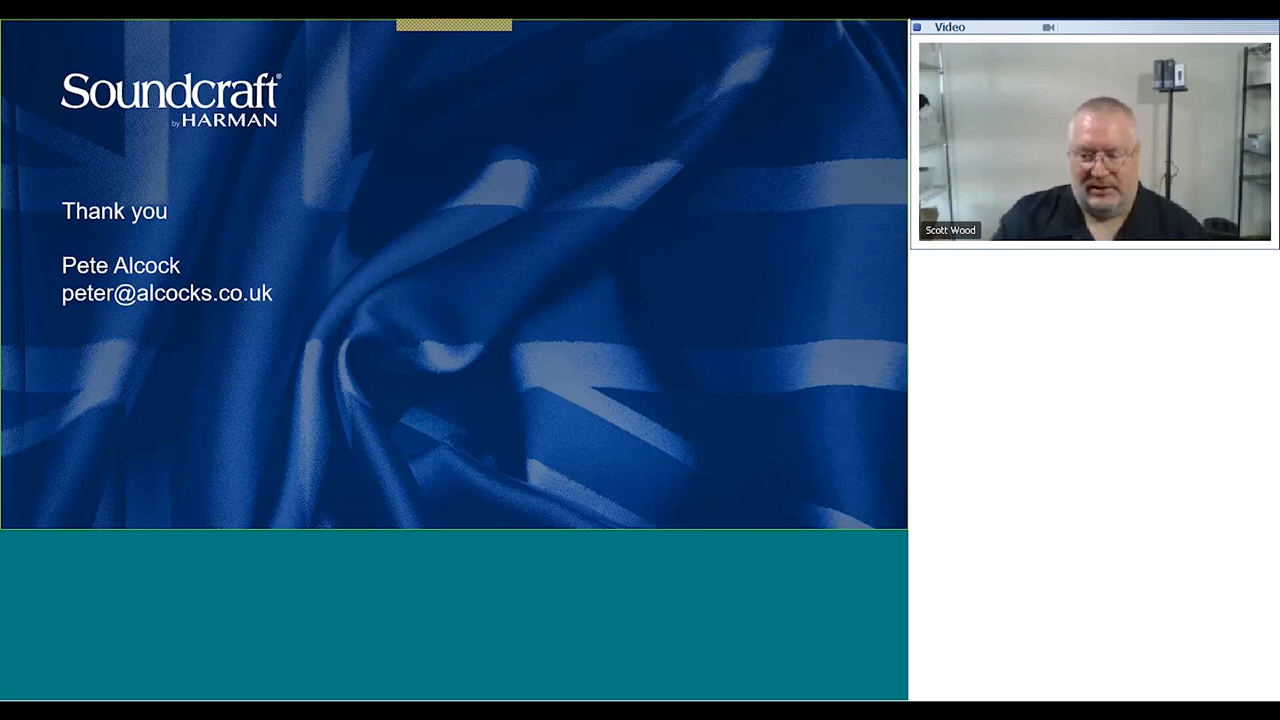 Soundcraft®
by HARMAN
Thank you
Pete Alcock
peter@alcocks.co.uk
Video
Scott Wood